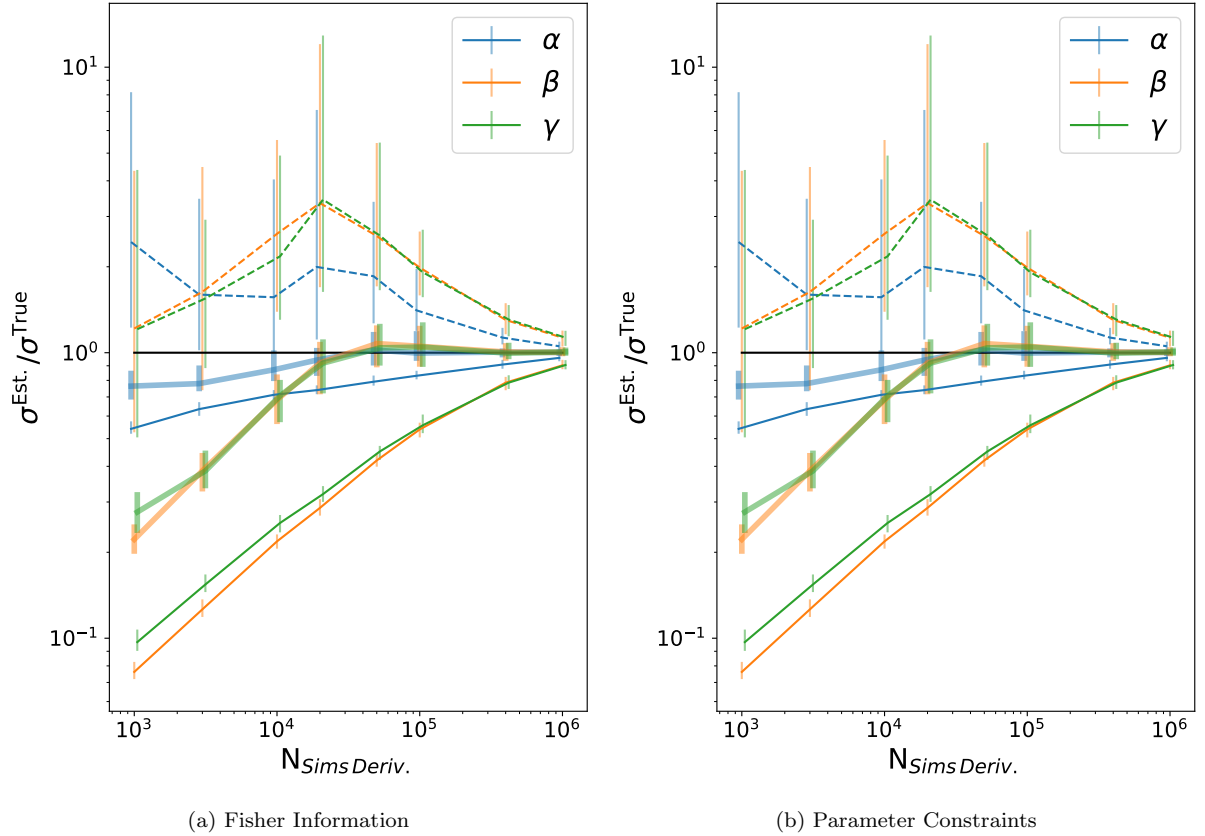 α
β
γ
10¹
10⁰
10⁻¹
σ^Est./σ^True
10³ 10⁴ 10⁵ 10⁶
N_Sims Deriv.
(a) Fisher Information
α
β
γ
10¹
10⁰
10⁻¹
σ^Est./σ^True
10³ 10⁴ 10⁵ 10⁶
N_Sims Deriv.
(b) Parameter Constraints